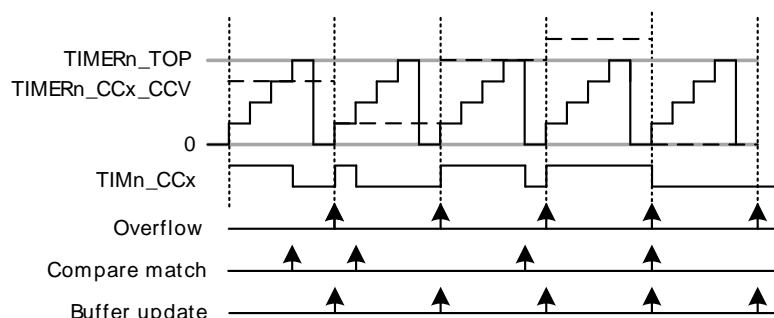 TIMERn_TOP
TIMERn_CCx_CCV
0
TIMn_CCx
Overflow
Compare match
Buffer update